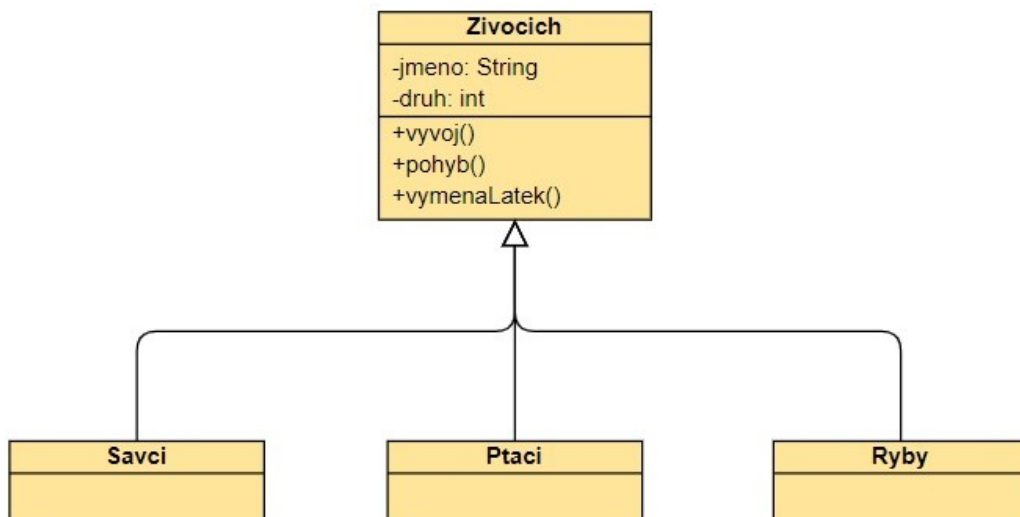 Zivocich
-jmeno: String
-druh: int
+vyvoj()
+pohyb()
+vymenaLatek()
Savci
Ptaci
Ryby